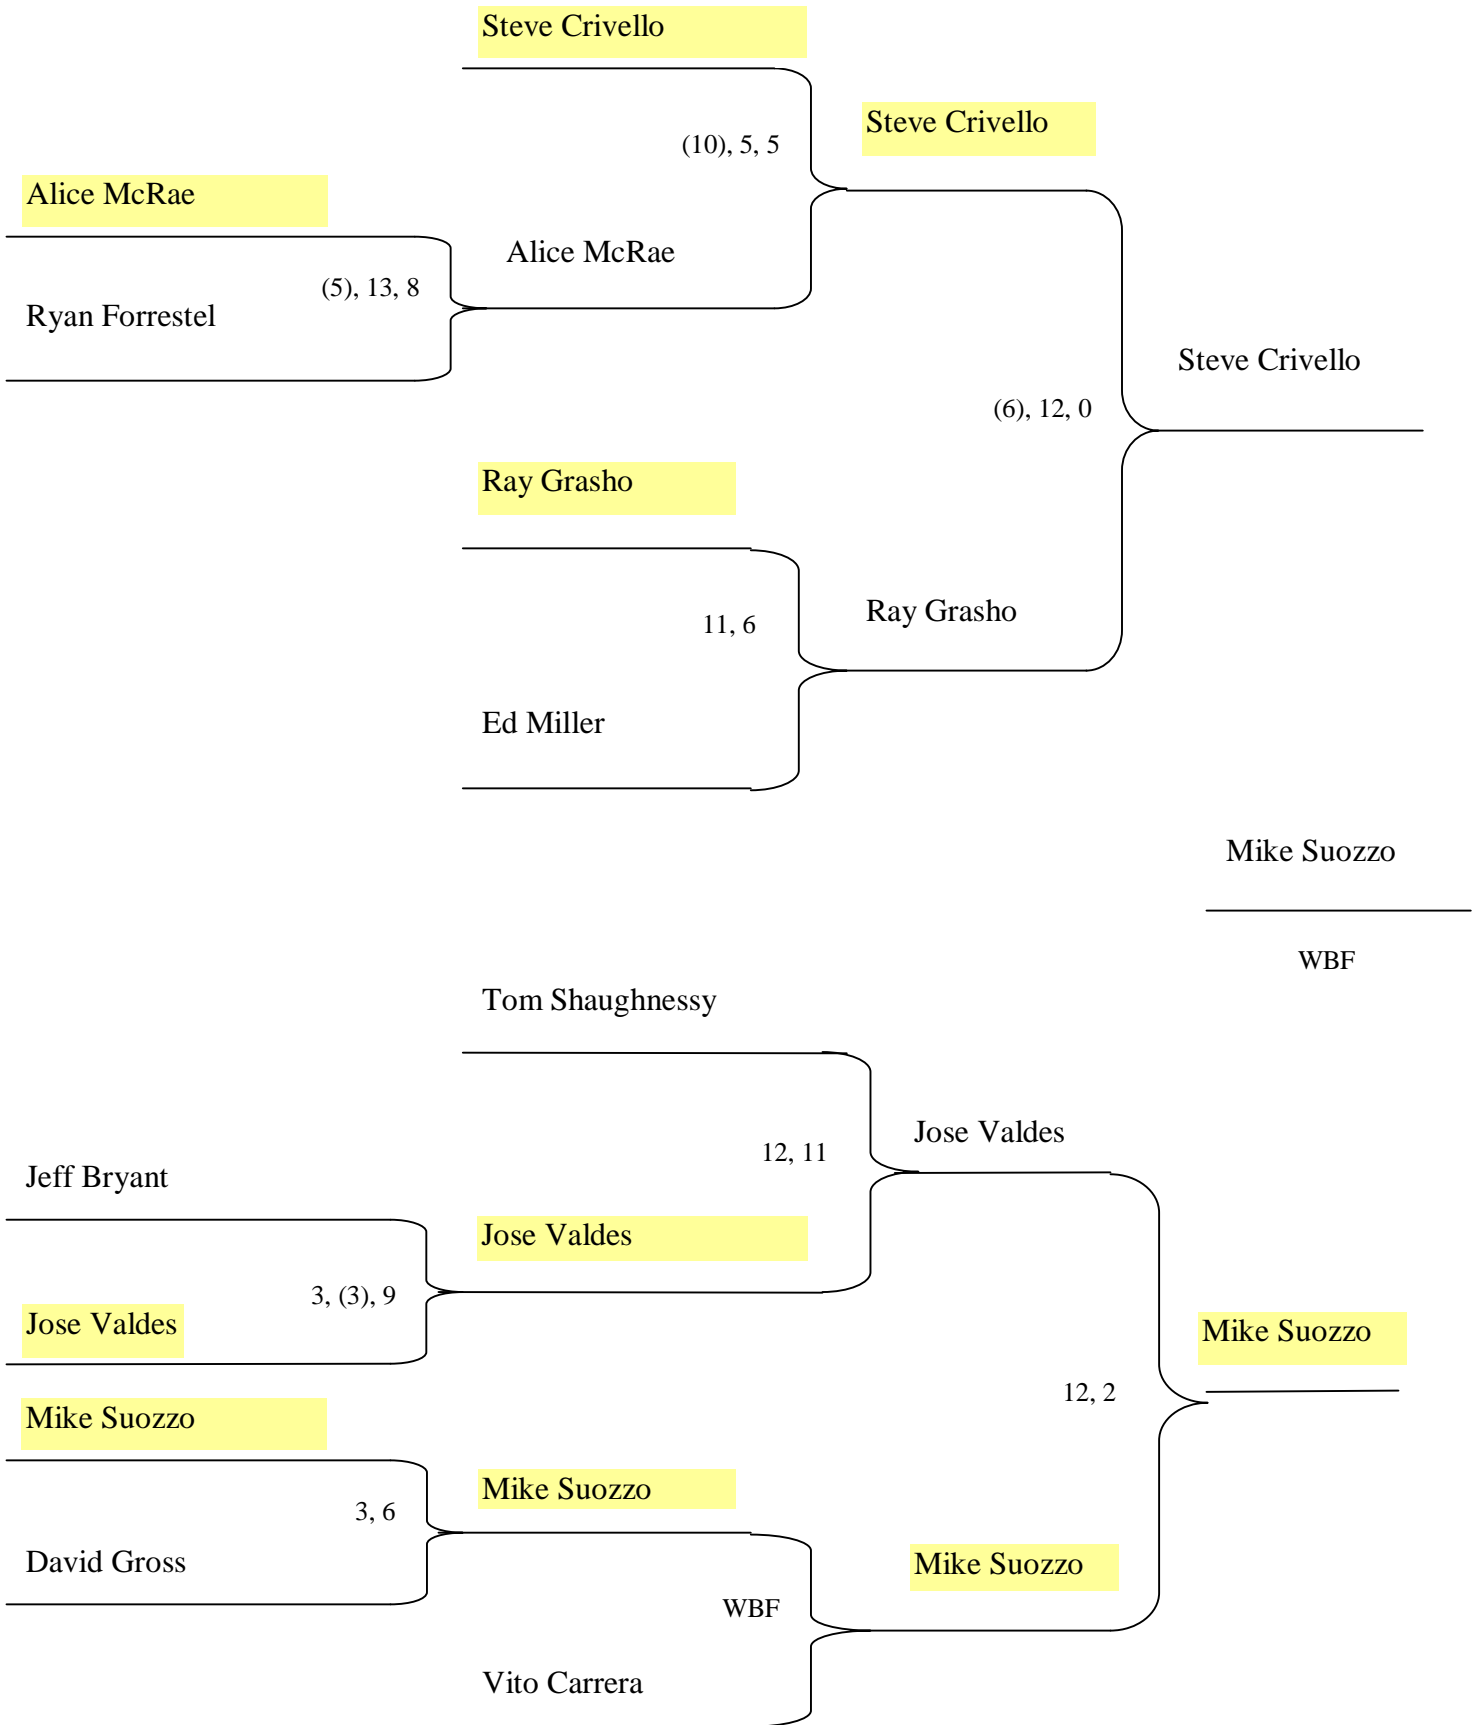 Steve Crivello
Steve Crivello
(10), 5, 5
Alice McRae
Alice McRae
(5), 13, 8
Ryan Forrestel
Steve Crivello
(6), 12, 0
Ray Grasho
Ray Grasho
11, 6
Ed Miller
Mike Suozzo
WBF
Tom Shaughnessy
Jose Valdes
12, 11
Jeff Bryant
Jose Valdes
3, (3), 9
Jose Valdes
Mike Suozzo
12, 2
Mike Suozzo
Mike Suozzo
3, 6
David Gross
Mike Suozzo
WBF
Vito Carrera